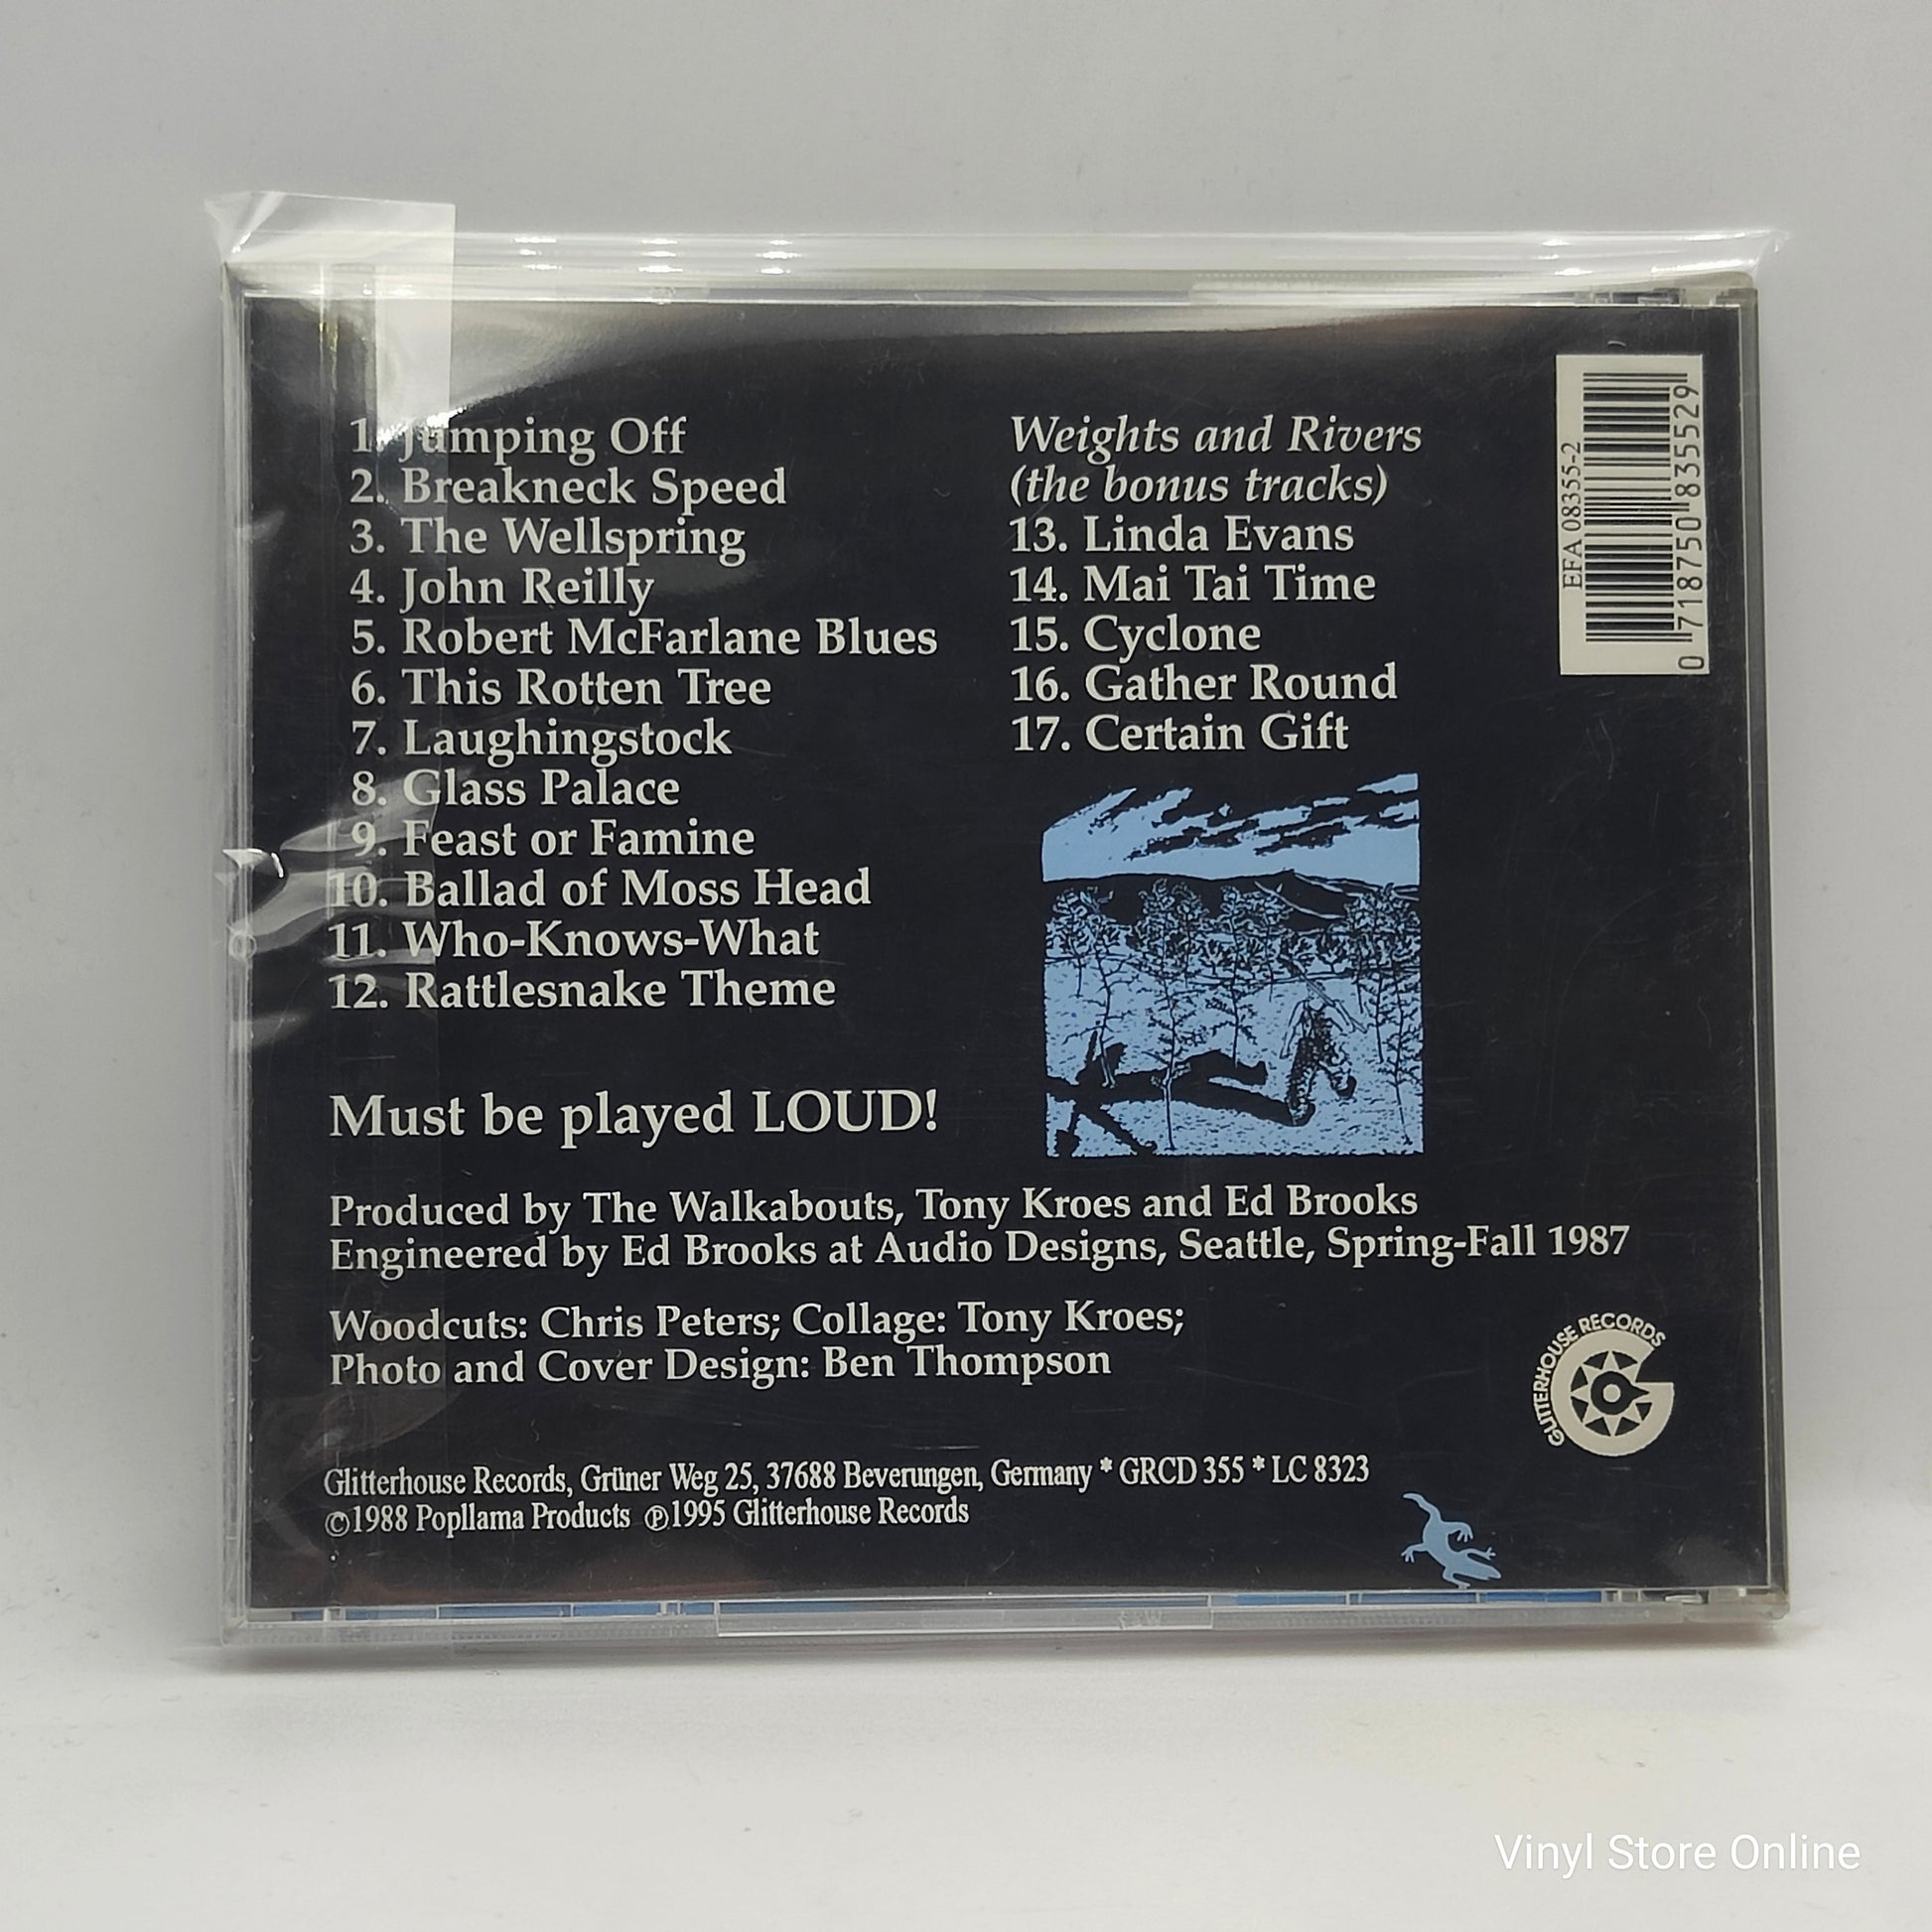 1. Jumping Off
2. Breakneck Speed
3. The Wellspring
4. John Reilly
5. Robert McFarlane Blues
6. This Rotten Tree
7. Laughingstock
8. Glass Palace
9. Feast or Famine
10. Ballad of Moss Head
11. Who-Knows-What
12. Rattlesnake Theme
Weights and Rivers
(the bonus tracks)
13. Linda Evans
14. Mai Tai Time
15. Cyclone
16. Gather Round
17. Certain Gift
EFA 08355-2
0 718750 835529
Must be played LOUD!
Produced by The Walkabouts, Tony Kroes and Ed Brooks
Engineered by Ed Brooks at Audio Designs, Seattle, Spring-Fall 1987
Woodcuts: Chris Peters; Collage: Tony Kroes;
Photo and Cover Design: Ben Thompson
GLITTERHOUSE RECORDS
Glitterhouse Records, Grüner Weg 25, 37688 Beverungen, Germany * GRCD 355 * LC 8323
©1988 Popllama Products ℗1995 Glitterhouse Records
Vinyl Store Online